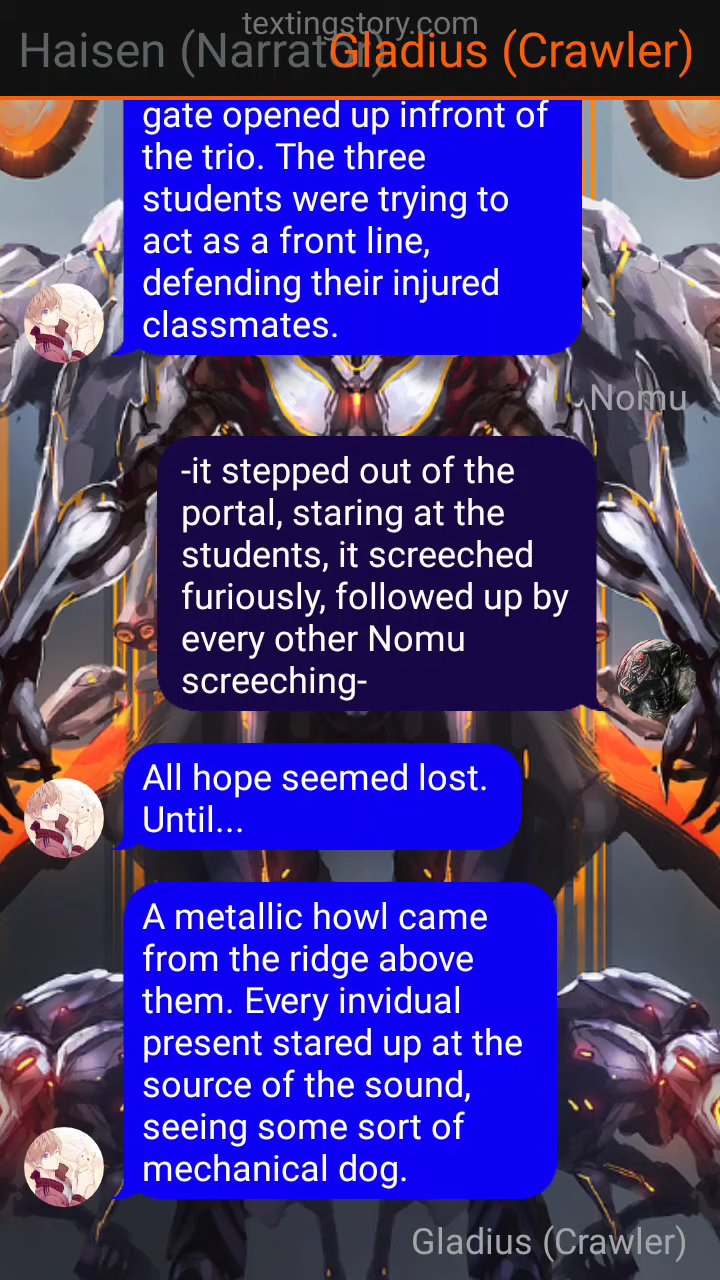 textingstory.com
Haisen (Narrator)
Gladius (Crawler)
gate opened up infront of
the trio. The three
students were trying to
act as a front line,
defending their injured
classmates.
Nomu
-it stepped out of the
portal, staring at the
students, it screeched
furiously, followed up by
every other Nomu
screeching-
All hope seemed lost.
Until...
A metallic howl came
from the ridge above
them. Every invidual
present stared up at the
source of the sound,
seeing some sort of
mechanical dog.
Gladius (Crawler)